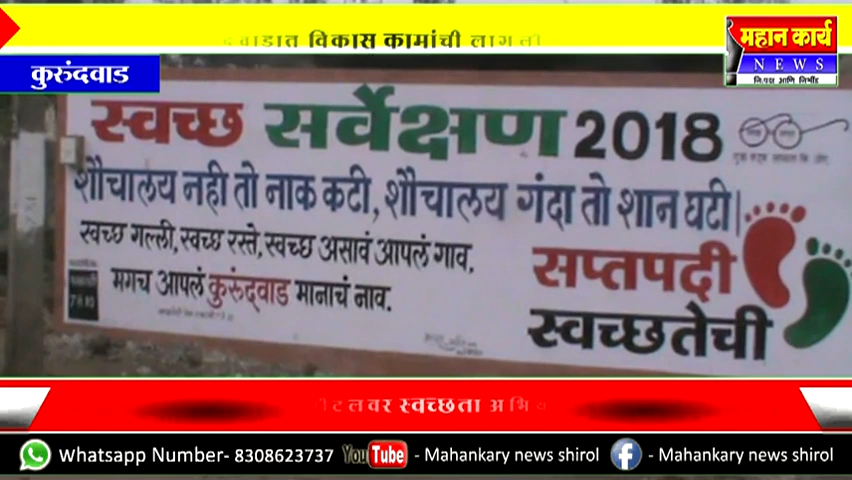 विकास कामांची
महान कार्य
NEWS
निःपक्ष आणि निर्भीड
कुरुंदवाड
स्वच्छ सर्वेक्षण 2018
शौचालय नही तो नाक कटी, शौचालय गंदा तो शान घटी|
स्वच्छ गल्ली, स्वच्छ रस्ते, स्वच्छ असावं आपलं गाव.
मगच आपलं कुरुंदवाड मानाचं नाव.
सप्तपदी
स्वच्छतेची
स्वच्छता
Whatsapp Number- 8308623737 YouTube - Mahankary news shirol f - Mahankary news shirol